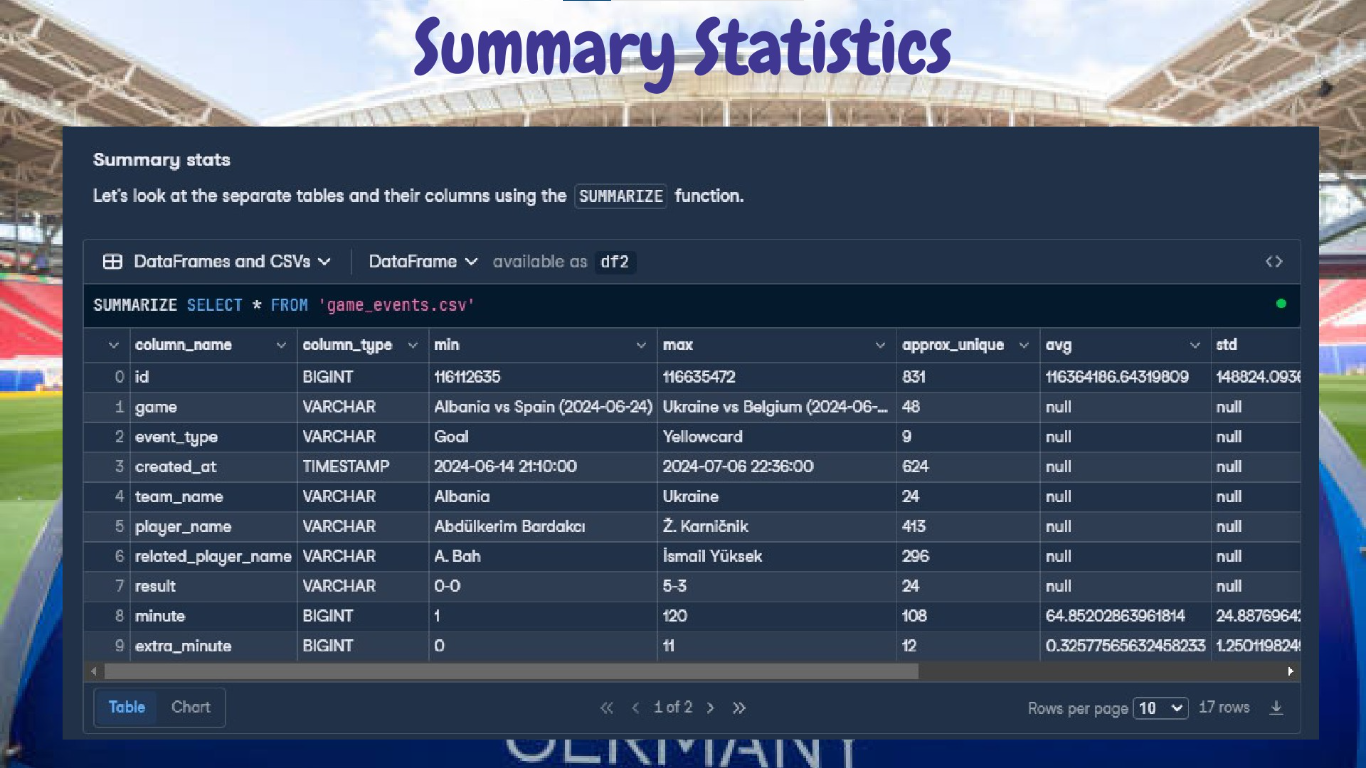 Summary Statistics
Summary stats
Let's look at the separate tables and their columns using the SUMMARIZE function.
DataFrames and CSVs DataFrame available as df2 <>
SUMMARIZE SELECT * FROM 'game_events.csv'
column_name column_type min max approx_unique avg std
0 id BIGINT 116112635 116635472 831 116364186.64319809 148824.0936
1 game VARCHAR Albania vs Spain (2024-06-24) Ukraine vs Belgium (2024-06-... 48 null null
2 event_type VARCHAR Goal Yellowcard 9 null null
3 created_at TIMESTAMP 2024-06-14 21:10:00 2024-07-06 22:36:00 624 null null
4 team_name VARCHAR Albania Ukraine 24 null null
5 player_name VARCHAR Abdülkerim Bardakcı Ž. Karničnik 413 null null
6 related_player_name VARCHAR A. Bah İsmail Yüksek 296 null null
7 result VARCHAR 0-0 5-3 24 null null
8 minute BIGINT 1 120 108 64.85202863961814 24.8876964
9 extra_minute BIGINT 0 11 12 0.32577565632458233 1.250119824
Table Chart << < 1 of 2 > >> Rows per page 10 17 rows
GERMANY